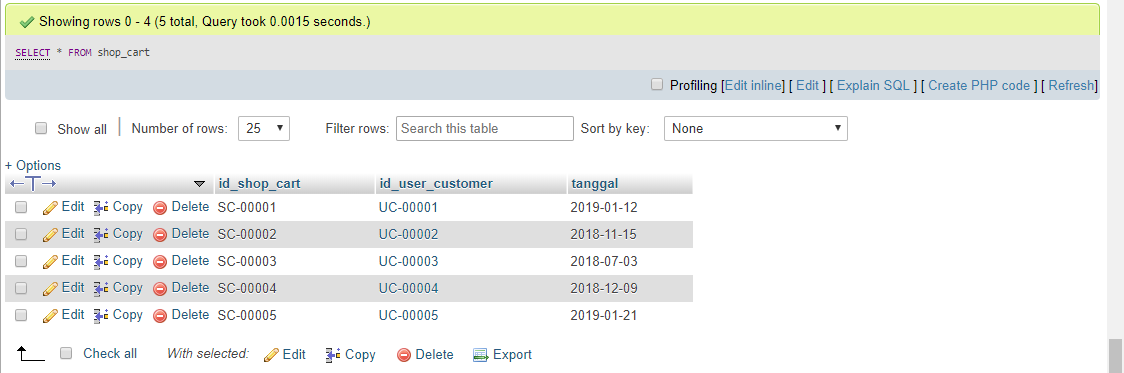 Showing rows 0 - 4 (5 total, Query took 0.0015 seconds.)
SELECT * FROM shop_cart
Profiling [Edit inline] [ Edit ] [ Explain SQL ] [ Create PHP code ] [ Refresh]
Show all | Number of rows: 25 Filter rows: Search this table Sort by key: None
+ Options
id_shop_cart id_user_customer tanggal
Edit Copy Delete SC-00001 UC-00001 2019-01-12
Edit Copy Delete SC-00002 UC-00002 2018-11-15
Edit Copy Delete SC-00003 UC-00003 2018-07-03
Edit Copy Delete SC-00004 UC-00004 2018-12-09
Edit Copy Delete SC-00005 UC-00005 2019-01-21
Check all With selected: Edit Copy Delete Export